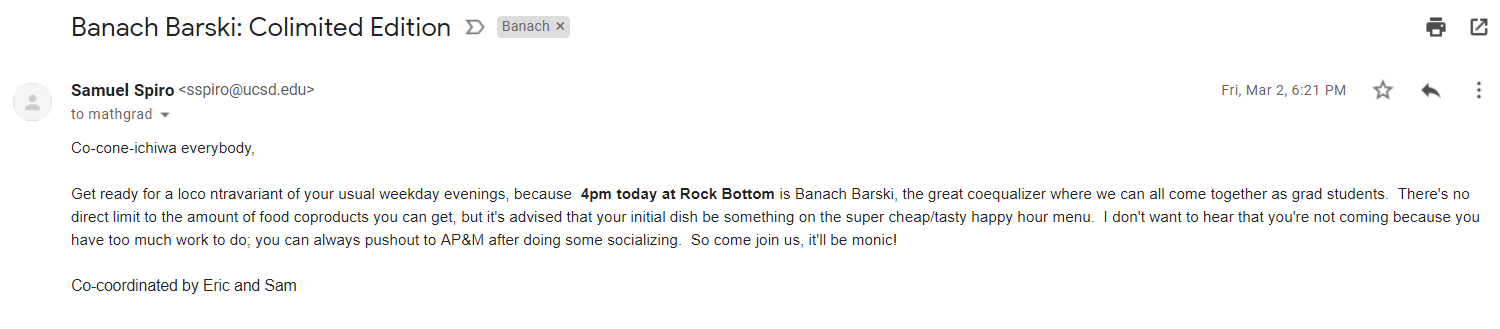 Banach Barski: Colimited Edition
Banach ×
Samuel Spiro <sspiro@ucsd.edu>
Fri, Mar 2, 6:21 PM
to mathgrad
Co-cone-ichiwa everybody,
Get ready for a loco ntravariant of your usual weekday evenings, because  4pm today at Rock Bottom is Banach Barski, the great coequalizer where we can all come together as grad students.  There's no
direct limit to the amount of food coproducts you can get, but it's advised that your initial dish be something on the super cheap/tasty happy hour menu.  I don't want to hear that you're not coming because you
have too much work to do; you can always pushout to AP&M after doing some socializing.  So come join us, it'll be monic!
Co-coordinated by Eric and Sam